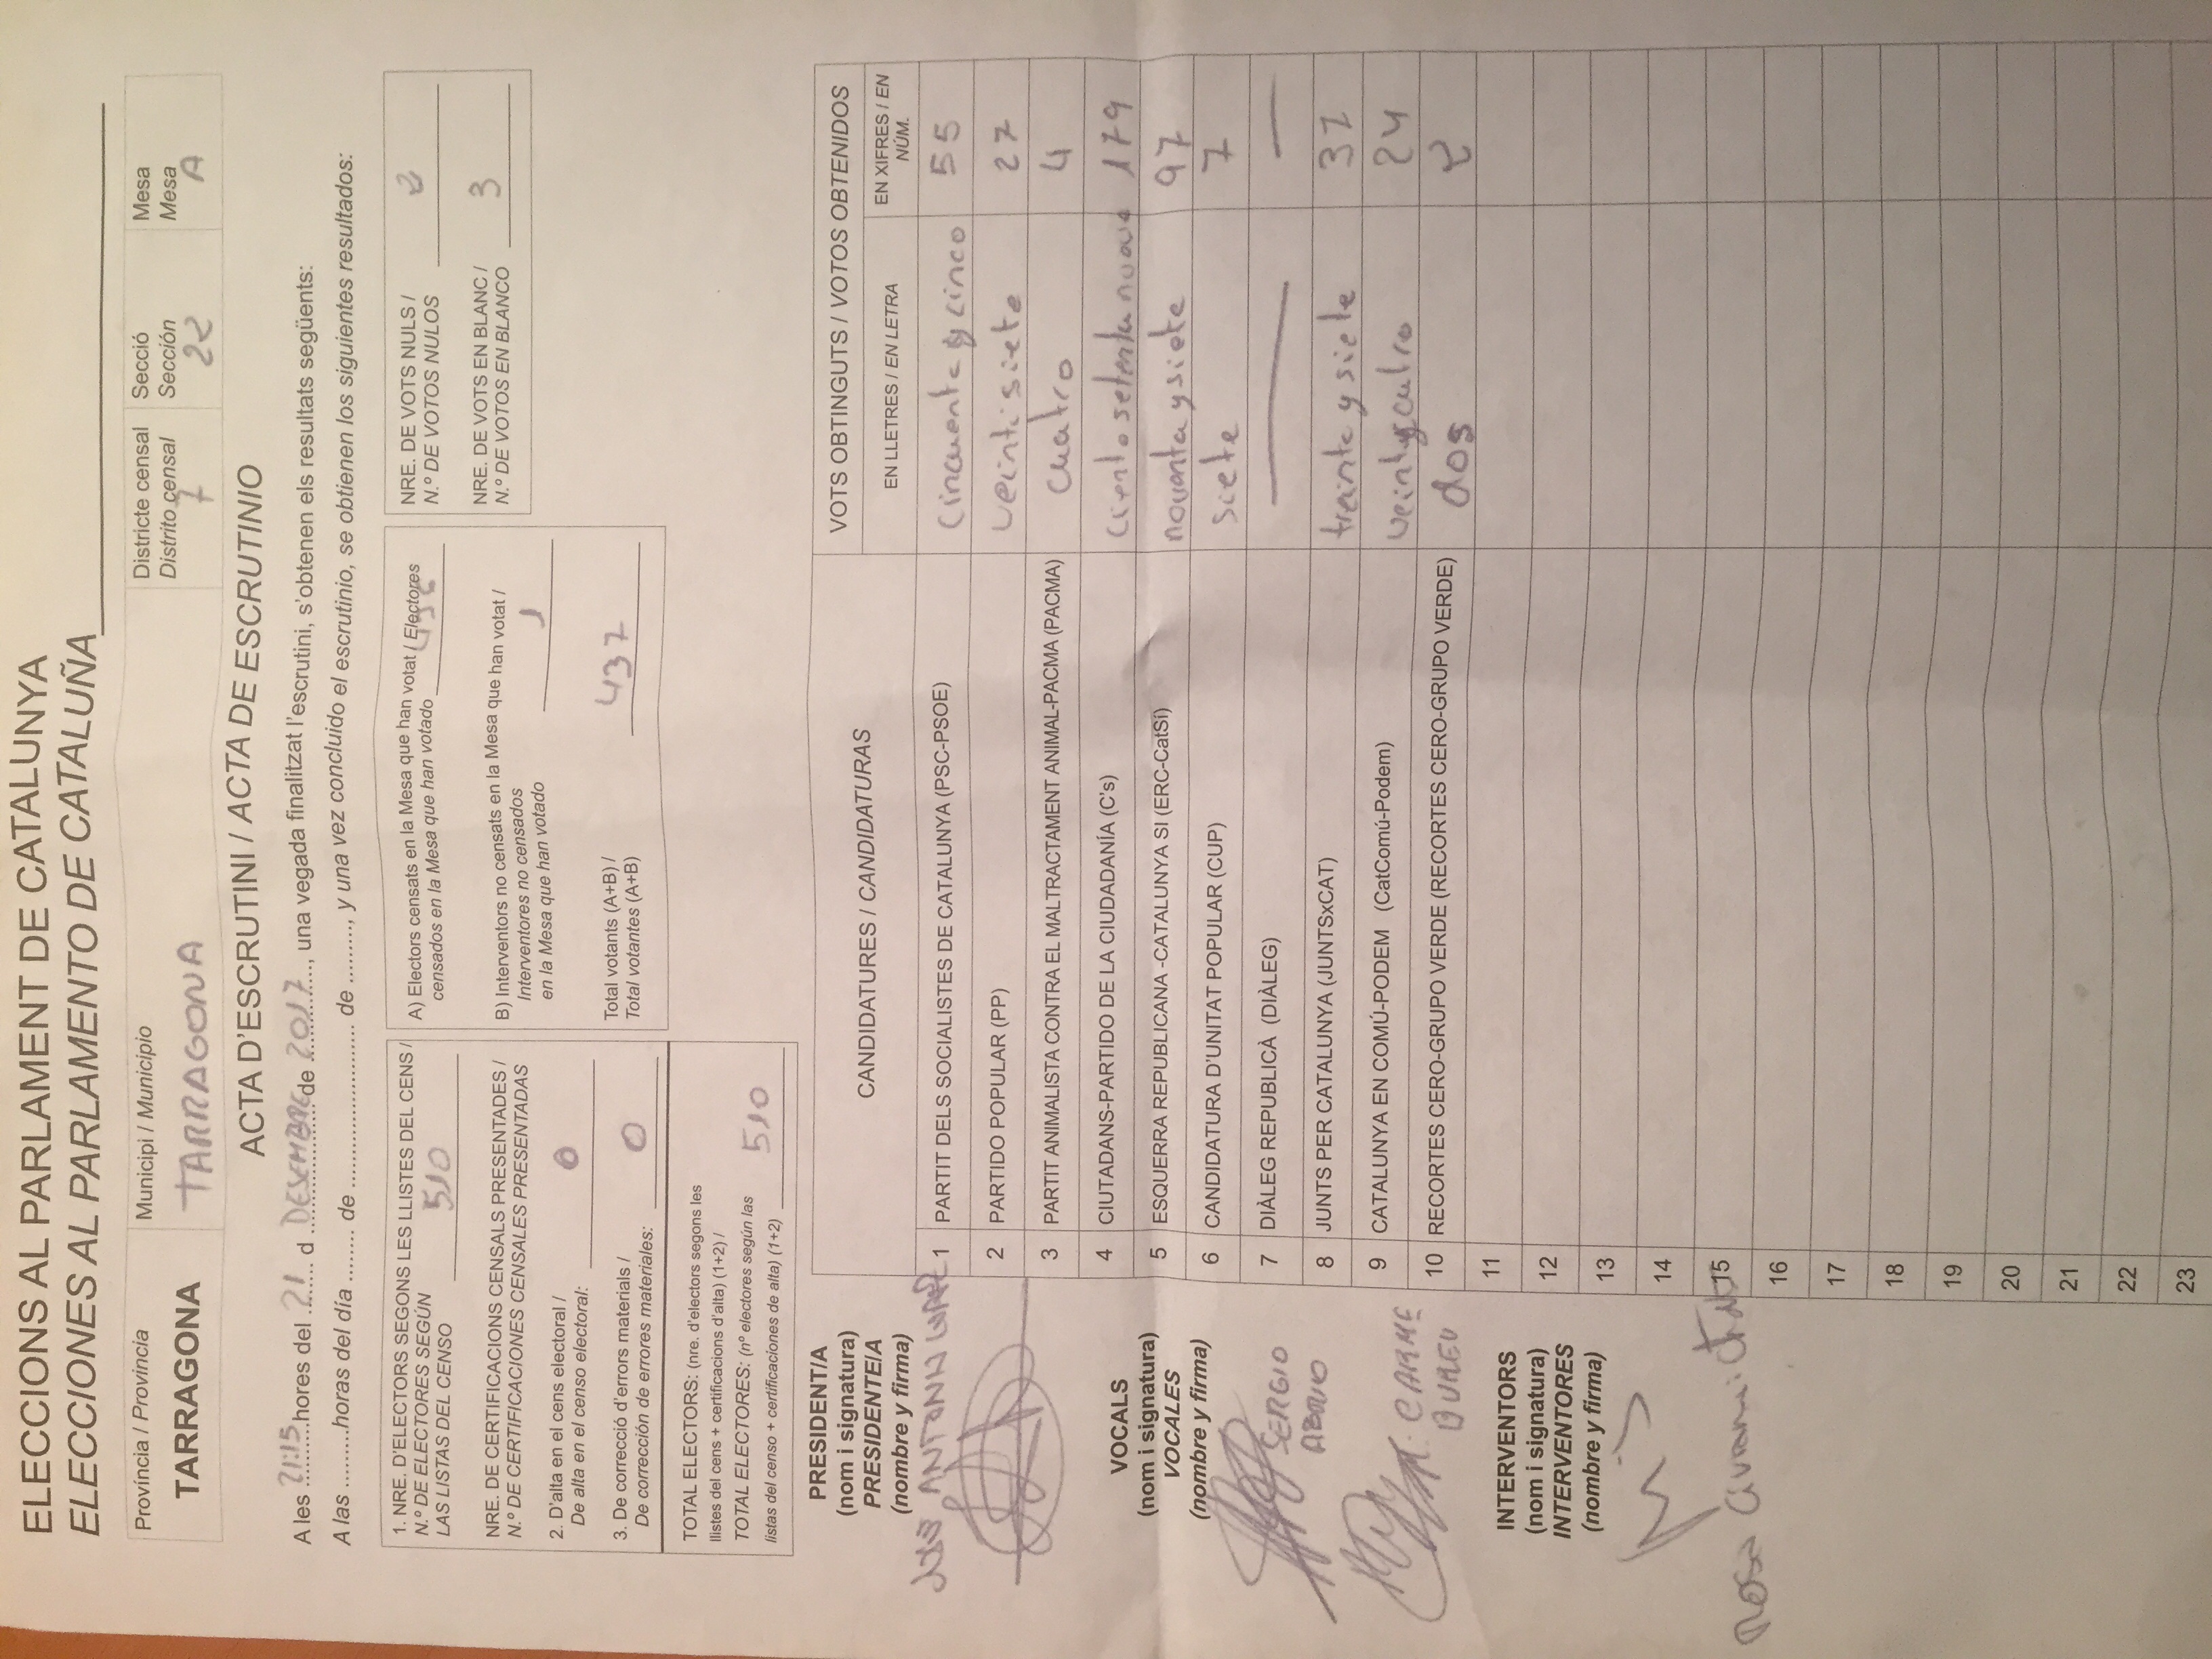 ELECCIONS AL PARLAMENT DE CATALUNYA
ELECCIONES AL PARLAMENTO DE CATALUÑA
Província / Provincia
TARRAGONA
Municipi / Municipio
TARRAGONA
Districte censal
Distrito censal
7
Secció
Sección
22
Mesa
Mesa
A
ACTA D'ESCRUTINI / ACTA DE ESCRUTINIO
A les 21:15 hores del 21 d DESEMBRE de 2017, una vegada finalitzat l'escrutini, s'obtenen els resultats següents:
A las .........horas del día ........ de ......................... de ........., y una vez concluido el escrutinio, se obtienen los siguientes resultados:
1. NRE. D'ELECTORS SEGONS LES LLISTES DEL CENS /
N.º DE ELECTORES SEGÚN
LAS LISTAS DEL CENSO 510
NRE. DE CERTIFICACIONS CENSALS PRESENTADES /
N.º DE CERTIFICACIONES CENSALES PRESENTADAS
2. D'alta en el cens electoral /
De alta en el censo electoral: 0
3. De correcció d'errors materials /
De corrección de errores materiales: 0
TOTAL ELECTORS: (nre. d'electors segons les
llistes del cens + certificacions d'alta) (1+2) /
TOTAL ELECTORES: (nº electores según las
listas del censo + certificaciones de alta) (1+2) 510
A) Electors censats en la Mesa que han votat / Electores
censados en la Mesa que han votado
B) Interventors no censats en la Mesa que han votat /
Interventores no censados
en la Mesa que han votado 1
Total votants (A+B) /
Total votantes (A+B) 437
NRE. DE VOTS NULS /
N.º DE VOTOS NULOS 2
NRE. DE VOTS EN BLANC /
N.º DE VOTOS EN BLANCO 3
PRESIDENT/A
(nom i signatura)
PRESIDENTE/A
(nombre y firma)
JOSE ANTONIO
VOCALS
(nom i signatura)
VOCALES
(nombre y firma)
SERGIO
CARME
INTERVENTORS
(nom i signatura)
INTERVENTORES
(nombre y firma)
Rosa
CANDIDATURES / CANDIDATURAS
VOTS OBTINGUTS / VOTOS OBTENIDOS
EN LLETRES / EN LETRA
EN XIFRES / EN
NÚM.
1 PARTIT DELS SOCIALISTES DE CATALUNYA (PSC-PSOE) cincuenta y cinco 55
2 PARTIDO POPULAR (PP) veintisiete 27
3 PARTIT ANIMALISTA CONTRA EL MALTRACTAMENT ANIMAL-PACMA (PACMA) cuatro 4
4 CIUTADANS-PARTIDO DE LA CIUDADANÍA (C's) ciento setenta nueve 179
5 ESQUERRA REPUBLICANA -CATALUNYA SI (ERC-CatSí) noventa y siete 97
6 CANDIDATURA D'UNITAT POPULAR (CUP) siete 7
7 DIÀLEG REPUBLICÀ (DIÀLEG) — —
8 JUNTS PER CATALUNYA (JUNTSxCAT) treinta y siete 37
9 CATALUNYA EN COMÚ-PODEM (CatComú-Podem) 24
10 RECORTES CERO-GRUPO VERDE (RECORTES CERO-GRUPO VERDE) dos 2
11
12
13
14
15
16
17
18
19
20
21
22
23